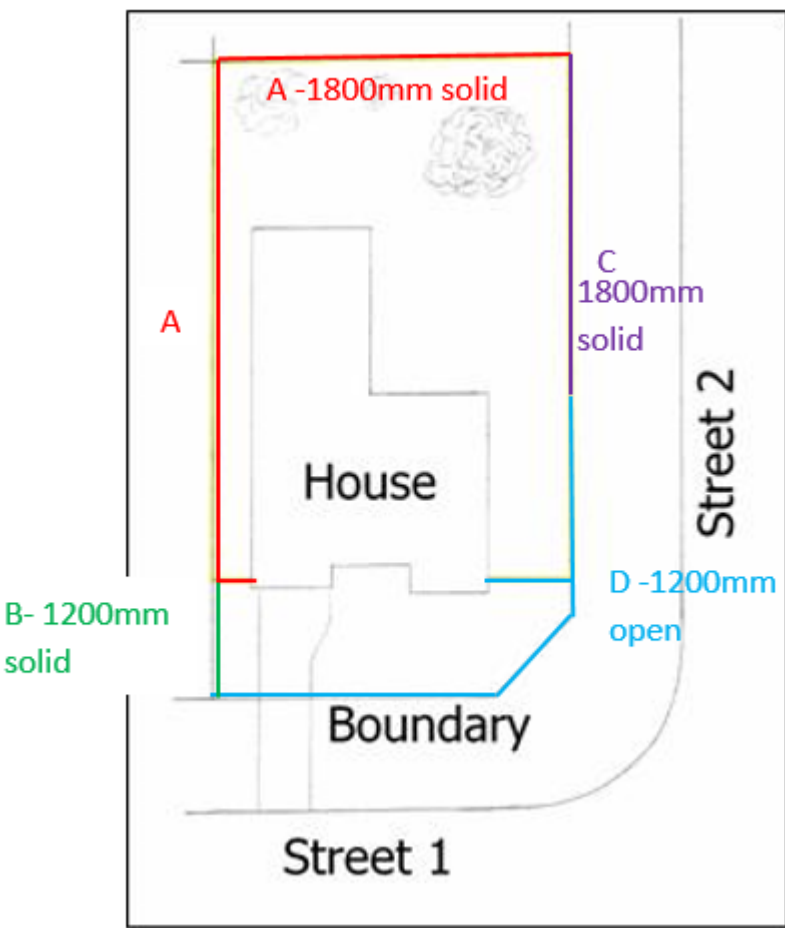 A -1800mm solid
C
1800mm
solid
A
Street 2
House
D -1200mm
open
B- 1200mm
solid
Boundary
Street 1